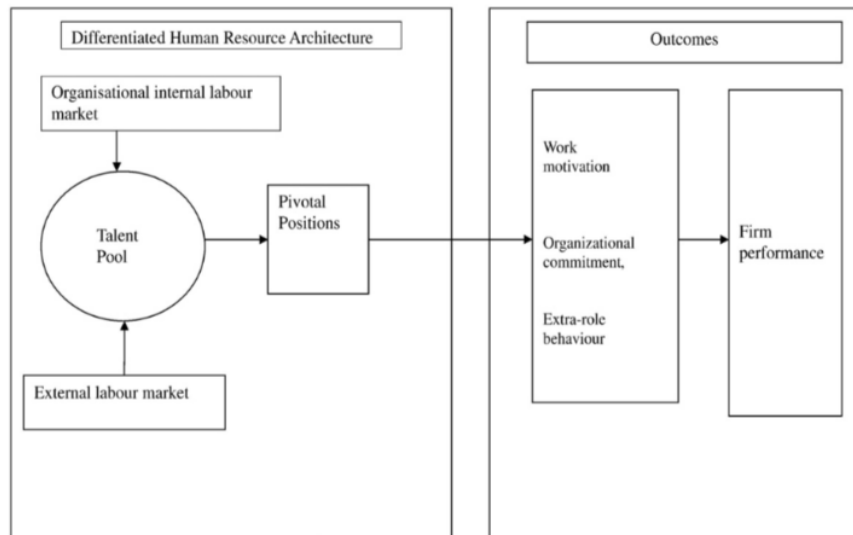 Differentiated Human Resource Architecture
Organisational internal labour
market
Talent
Pool
Pivotal
Positions
External labour market
Outcomes
Work
motivation
Organizational
commitment,
Extra-role
behaviour
Firm
performance